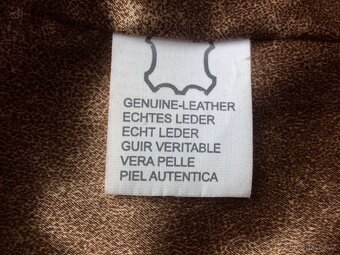 GENUINE-LEATHER
ECHTES LEDER
ECHT LEDER
GUIR VERITABLE
VERA PELLE
PIEL AUTENTICA